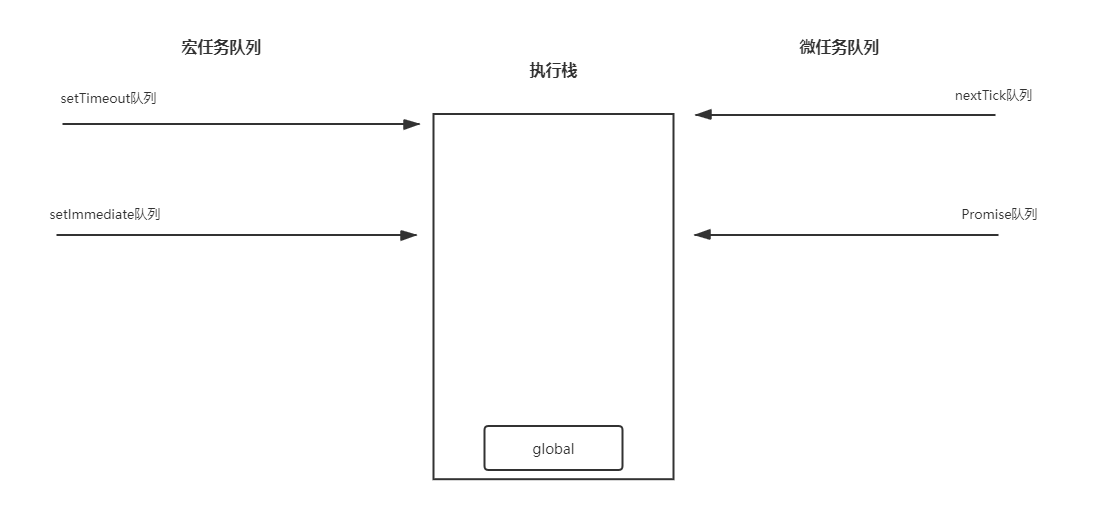 宏任务队列
微任务队列
执行栈
setTimeout队列
nextTick队列
setImmediate队列
Promise队列
global